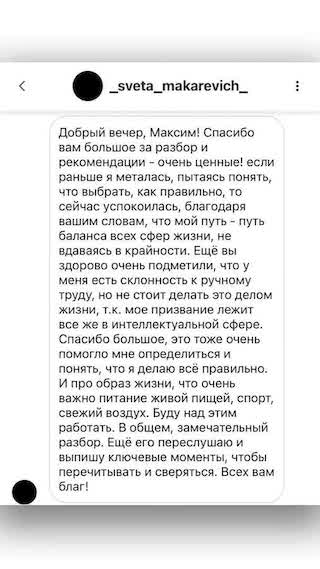 _sveta_makarevich_
Добрый вечер, Максим! Спасибо
вам большое за разбор и
рекомендации - очень ценные! если
раньше я металась, пытаясь понять,
что выбрать, как правильно, то
сейчас успокоилась, благодаря
вашим словам, что мой путь - путь
баланса всех сфер жизни, не
вдаваясь в крайности. Ещё вы
здорово очень подметили, что у
меня есть склонность к ручному
труду, но не стоит делать это делом
жизни, т.к. мое призвание лежит
все же в интеллектуальной сфере.
Спасибо большое, это тоже очень
помогло мне определиться и
понять, что я делаю всё правильно.
И про образ жизни, что очень
важно питание живой пищей, спорт,
свежий воздух. Буду над этим
работать. В общем, замечательный
разбор. Ещё его переслушаю и
выпишу ключевые моменты, чтобы
перечитывать и сверяться. Всех вам
благ!